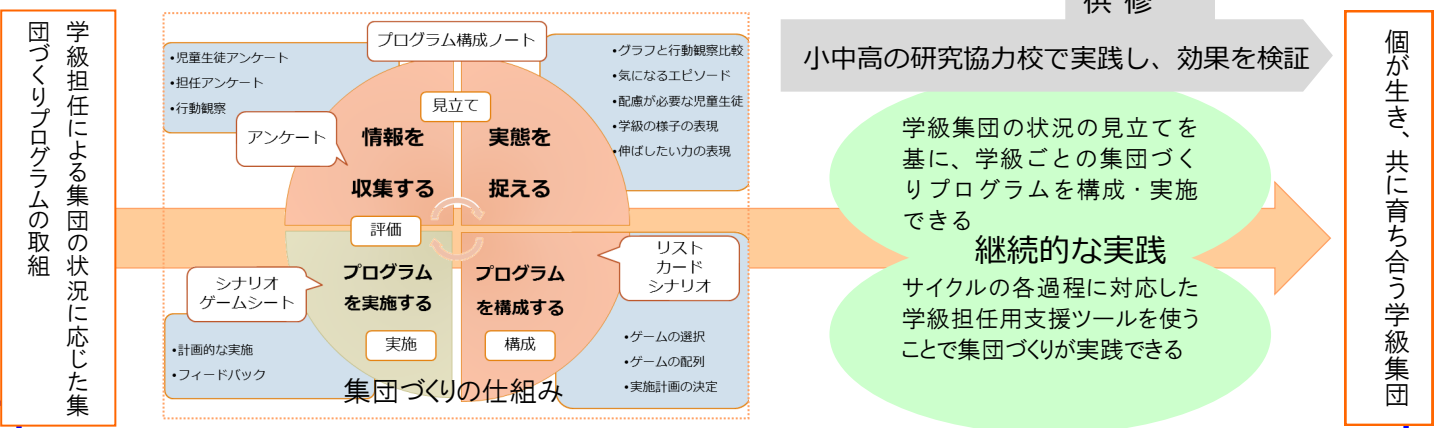 学級担任による集団の状況に応じた集
団づくりプログラムの取組
プログラム構成ノート
•児童生徒アンケート
•担任アンケート
•行動観察
アンケート
見立て
情報を
収集する
実態を
捉える
•グラフと行動観察比較
•気になるエピソード
•配慮が必要な児童生徒
•学級の様子の表現
•伸ばしたい力の表現
評価
シナリオ
ゲームシート
プログラム
を実施する
プログラム
を構成する
リスト
カード
シナリオ
•計画的な実施
•フィードバック
実施
構成
•ゲームの選択
•ゲームの配列
•実施計画の決定
集団づくりの仕組み
小中高の研究協力校で実践し、効果を検証
学級集団の状況の見立てを
基に、学級ごとの集団づく
りプログラムを構成・実施
できる
継続的な実践
サイクルの各過程に対応した
学級担任用支援ツールを使う
ことで集団づくりが実践できる
個が生き、共に育ち合う学級集団